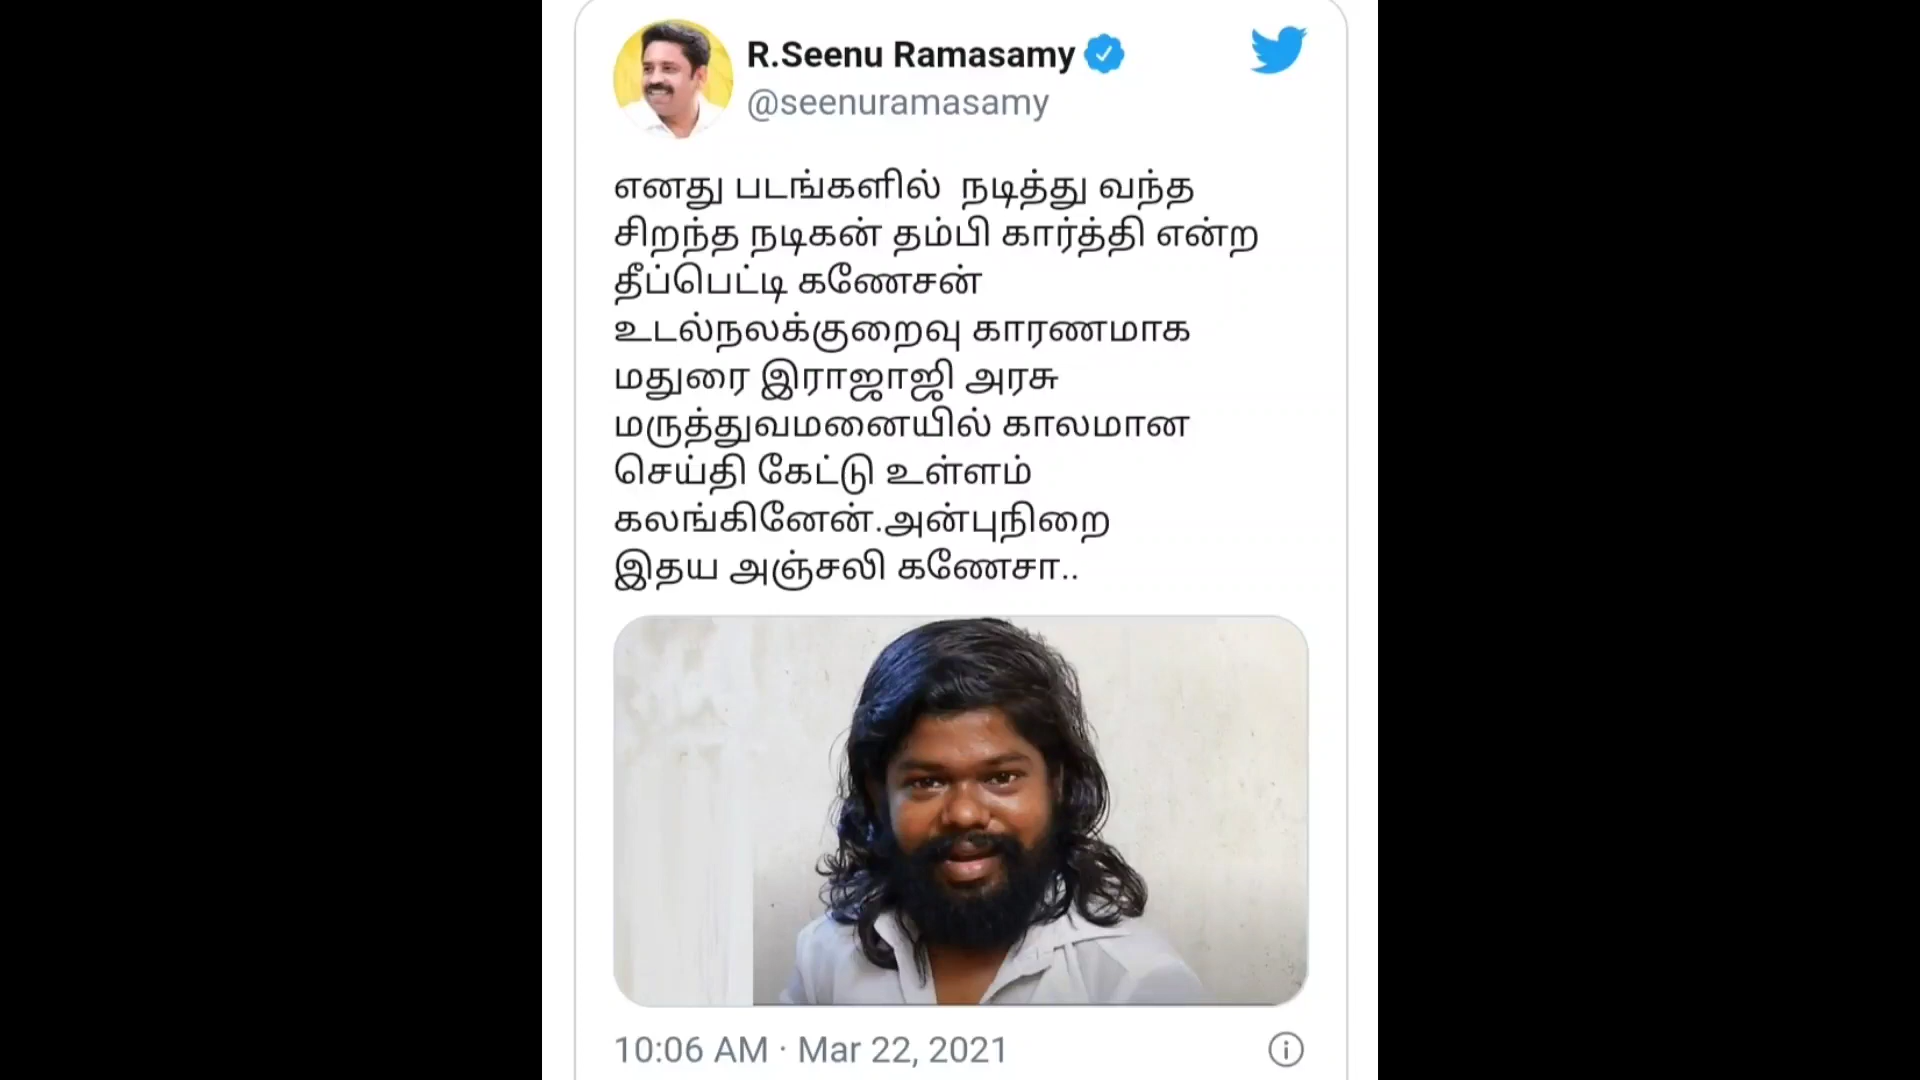 R.Seenu Ramasamy
@seenuramasamy
எனது படங்களில் நடித்து வந்த
சிறந்த நடிகன் தம்பி கார்த்தி என்ற
தீப்பெட்டி கணேசன்
உடல்நலக்குறைவு காரணமாக
மதுரை இராஜாஜி அரசு
மருத்துவமனையில் காலமான
செய்தி கேட்டு உள்ளம்
கலங்கினேன்.அன்புநிறை
இதய அஞ்சலி கணேசா..
10:06 AM · Mar 22, 2021